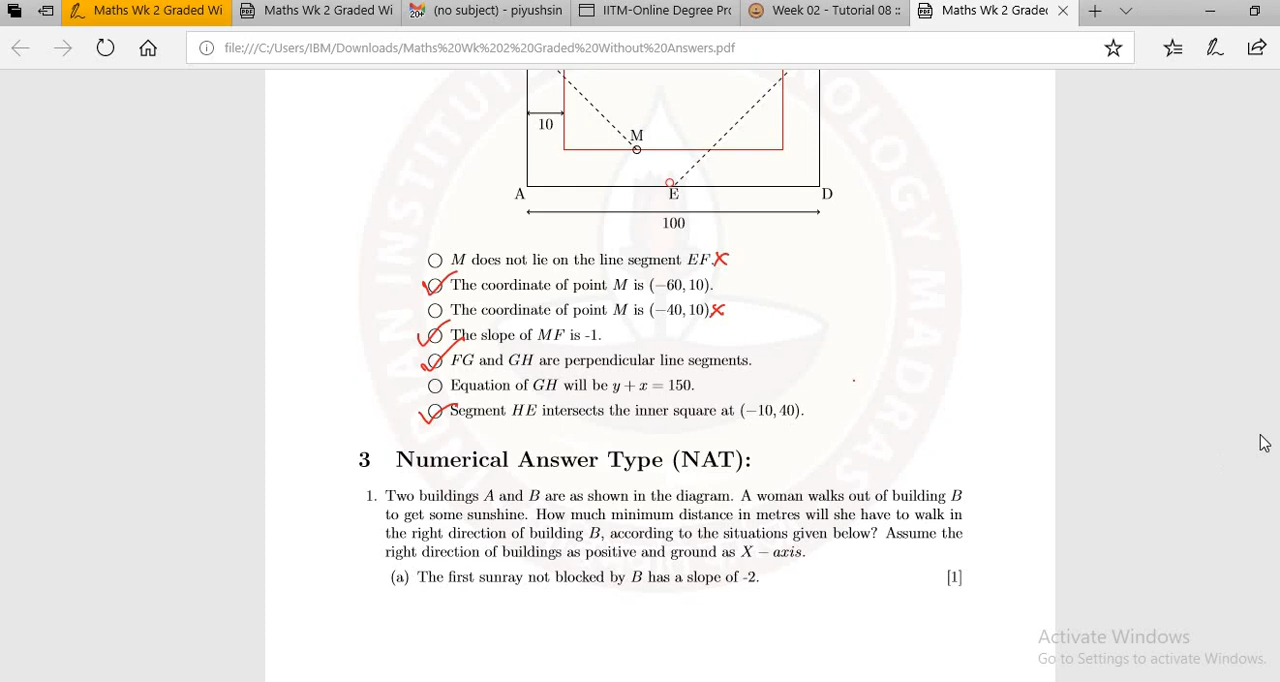 Maths Wk 2 Graded Wi
Maths Wk 2 Graded Wi
20+
(no subject) - piyushsin
IITM-Online Degree Pro
Week 02 - Tutorial 08 ::
Maths Wk 2 Graded
file:///C:/Users/IBM/Downloads/Maths%20Wk%202%20Graded%20Without%20Answers.pdf
10
M
A
E
D
100
M does not lie on the line segment EF.
The coordinate of point M is (−60, 10).
The coordinate of point M is (−40, 10)
The slope of MF is -1.
FG and GH are perpendicular line segments.
Equation of GH will be y + x = 150.
Segment HE intersects the inner square at (−10, 40).
3 Numerical Answer Type (NAT):
1. Two buildings A and B are as shown in the diagram. A woman walks out of building B
to get some sunshine. How much minimum distance in metres will she have to walk in
the right direction of building B, according to the situations given below? Assume the
right direction of buildings as positive and ground as X − axis.
(a) The first sunray not blocked by B has a slope of -2. [1]
INDIAN INSTITUTE
TECHNOLOGY MADRAS
Activate Windows
Go to Settings to activate Windows.